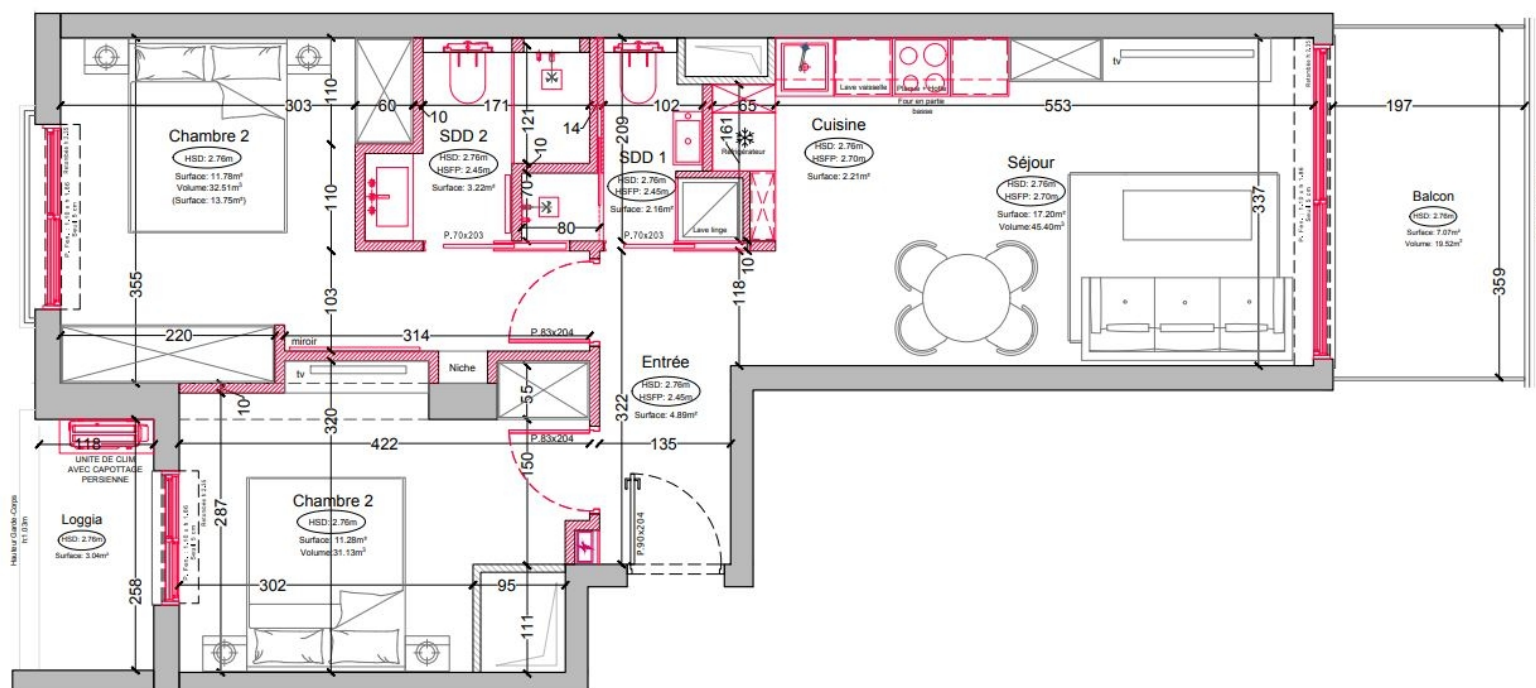 303
60
10
171
121
14
102
209
65
161
553
197
110
110
103
Chambre 2
HSD: 2.76m
Surface: 11.78m²
Volume:32.51m³
(Surface: 13.75m²)
SDD 2
HSD: 2.76m
HSFP: 2.45m
Surface: 3.22m²
10
70
80
P.70x203
SDD 1
HSD: 2.76m
HSFP: 2.45m
Surface: 2.16m²
P.70x203
Lave linge
Réfrigérateur
Lave vaisselle
Plaque + Hotte
Four en partie
basse
tv
Cuisine
HSD: 2.76m
HSFP: 2.70m
Surface: 2.21m²
Séjour
HSD: 2.76m
HSFP: 2.70m
Surface: 17.20m²
Volume:45.40m³
337
Balcon
HSD: 2.76m
Surface: 7.07m²
Volume: 19.52m³
359
355
220
314
miroir
P.83x204
10
118
tv
Niche
55
Entrée
HSD: 2.76m
HSFP: 2.45m
Surface: 4.89m²
10
320
322
422
P.83x204
135
150
118
UNITE DE CLIM
AVEC CAPOTTAGE
PERSIENNE
287
Chambre 2
HSD: 2.76m
Surface: 11.28m²
Volume:31.13m³
P.90x204
Loggia
HSD: 2.76m
Surface: 3.04m²
Hauteur Garde-Corps
h:1.03m
258
302
95
111